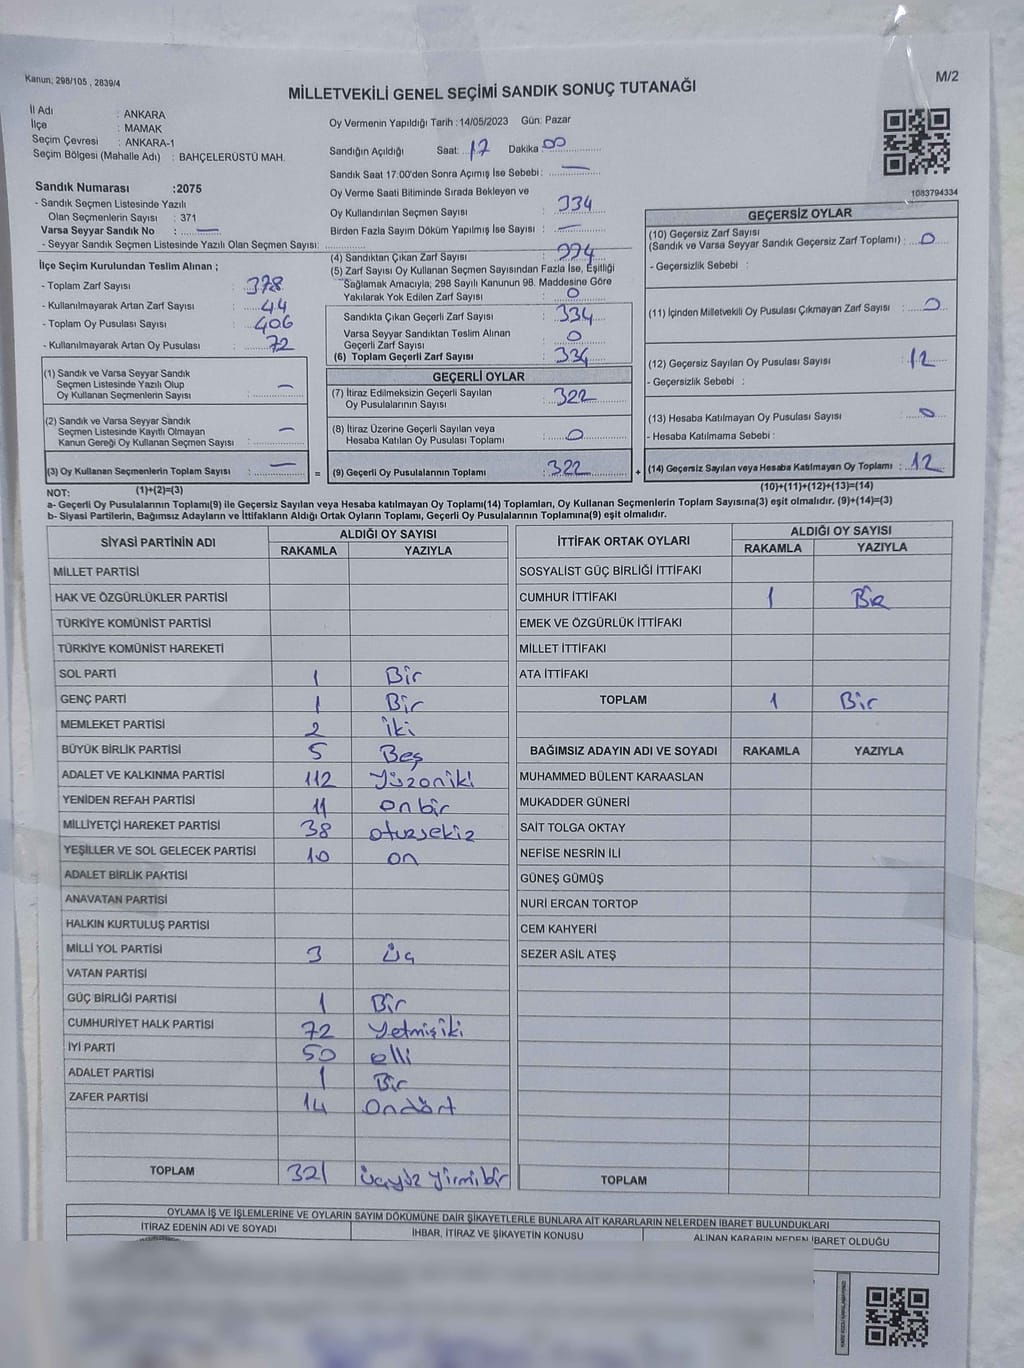 Kanun; 298/105 , 2839/4
M/2
MİLLETVEKİLİ GENEL SEÇİMİ SANDIK SONUÇ TUTANAĞI
İl Adı : ANKARA
İlçe : MAMAK
Seçim Çevresi : ANKARA-1
Seçim Bölgesi (Mahalle Adı) : BAHÇELERÜSTÜ MAH.
Sandık Numarası :2075
- Sandık Seçmen Listesinde Yazılı
Olan Seçmenlerin Sayısı : 371
Varsa Seyyar Sandık No : —
- Seyyar Sandık Seçmen Listesinde Yazılı Olan Seçmen Sayısı:
İlçe Seçim Kurulundan Teslim Alınan ;
- Toplam Zarf Sayısı : 378
- Kullanılmayarak Artan Zarf Sayısı : 44
- Toplam Oy Pusulası Sayısı : 406
- Kullanılmayarak Artan Oy Pusulası : 72
(1) Sandık ve Varsa Seyyar Sandık
Seçmen Listesinde Yazılı Olup
Oy Kullanan Seçmenlerin Sayısı : —
(2) Sandık ve Varsa Seyyar Sandık
Seçmen Listesinde Kayıtlı Olmayan
Kanun Gereği Oy Kullanan Seçmen Sayısı : —
(3) Oy Kullanan Seçmenlerin Toplam Sayısı : —
Oy Vermenin Yapıldığı Tarih :14/05/2023 Gün: Pazar
Sandığın Açıldığı Saat: 17 Dakika 00
Sandık Saat 17:00'den Sonra Açılmış İse Sebebi : —
Oy Verme Saati Bitiminde Sırada Bekleyen ve
Oy Kullandırılan Seçmen Sayısı : 334
Birden Fazla Sayım Döküm Yapılmış İse Sayısı : —
(4) Sandıktan Çıkan Zarf Sayısı : 334
(5) Zarf Sayısı Oy Kullanan Seçmen Sayısından Fazla İse, Eşitliği
Sağlamak Amacıyla; 298 Sayılı Kanunun 98. Maddesine Göre
Yakılarak Yok Edilen Zarf Sayısı : 0
Sandıkta Çıkan Geçerli Zarf Sayısı : 334
Varsa Seyyar Sandıktan Teslim Alınan
Geçerli Zarf Sayısı : 0
(6) Toplam Geçerli Zarf Sayısı : 334
GEÇERLİ OYLAR
(7) İtiraz Edilmeksizin Geçerli Sayılan
Oy Pusulalarının Sayısı : 322
(8) İtiraz Üzerine Geçerli Sayılan veya
Hesaba Katılan Oy Pusulası Toplamı : 0
= (9) Geçerli Oy Pusulalarının Toplamı : 322 +
1083794334
GEÇERSİZ OYLAR
(10) Geçersiz Zarf Sayısı
(Sandık ve Varsa Seyyar Sandık Geçersiz Zarf Toplamı) : 0
- Geçersizlik Sebebi :
(11) İçinden Milletvekili Oy Pusulası Çıkmayan Zarf Sayısı : 0
(12) Geçersiz Sayılan Oy Pusulası Sayısı : 12
- Geçersizlik Sebebi :
(13) Hesaba Katılmayan Oy Pusulası Sayısı : 0
- Hesaba Katılmama Sebebi :
(14) Geçersiz Sayılan veya Hesaba Katılmayan Oy Toplamı : 12
NOT: (1)+(2)=(3) (10)+(11)+(12)+(13)=(14)
a- Geçerli Oy Pusulalarının Toplamı(9) ile Geçersiz Sayılan veya Hesaba katılmayan Oy Toplamı(14) Toplamları, Oy Kullanan Seçmenlerin Toplam Sayısına(3) eşit olmalıdır. (9)+(14)=(3)
b- Siyasi Partilerin, Bağımsız Adayların ve İttifakların Aldığı Ortak Oyların Toplamı, Geçerli Oy Pusulalarının Toplamına(9) eşit olmalıdır.
SİYASİ PARTİNİN ADI ALDIĞI OY SAYISI
RAKAMLA YAZIYLA
MİLLET PARTİSİ
HAK VE ÖZGÜRLÜKLER PARTİSİ
TÜRKİYE KOMÜNİST PARTİSİ
TÜRKİYE KOMÜNİST HAREKETİ
SOL PARTİ 1 Bir
GENÇ PARTİ 1 Bir
MEMLEKET PARTİSİ 2 iki
BÜYÜK BİRLİK PARTİSİ 5 Beş
ADALET VE KALKINMA PARTİSİ 112 Yüzoniki
YENİDEN REFAH PARTİSİ 11 onbir
MİLLİYETÇİ HAREKET PARTİSİ 38 otuzsekiz
YEŞİLLER VE SOL GELECEK PARTİSİ 10 on
ADALET BİRLİK PARTİSİ
ANAVATAN PARTİSİ
HALKIN KURTULUŞ PARTİSİ
MİLLİ YOL PARTİSİ 3 Üç
VATAN PARTİSİ
GÜÇ BİRLİĞİ PARTİSİ 1 Bir
CUMHURİYET HALK PARTİSİ 72 Yetmişiki
İYİ PARTİ 50 elli
ADALET PARTİSİ 1 Bir
ZAFER PARTİSİ 14 Ondört
TOPLAM 321 üçyüz yirmibir
İTTİFAK ORTAK OYLARI ALDIĞI OY SAYISI
RAKAMLA YAZIYLA
SOSYALİST GÜÇ BİRLİĞİ İTTİFAKI
CUMHUR İTTİFAKI 1 Bir
EMEK VE ÖZGÜRLÜK İTTİFAKI
MİLLET İTTİFAKI
ATA İTTİFAKI
TOPLAM 1 Bir
BAĞIMSIZ ADAYIN ADI VE SOYADI RAKAMLA YAZIYLA
MUHAMMED BÜLENT KARAASLAN
MUKADDER GÜNERİ
SAİT TOLGA OKTAY
NEFİSE NESRİN İLİ
GÜNEŞ GÜMÜŞ
NURİ ERCAN TORTOP
CEM KAHYERİ
SEZER ASİL ATEŞ
TOPLAM
OYLAMA İŞ VE İŞLEMLERİNE VE OYLARIN SAYIM DÖKÜMÜNE DAİR ŞİKAYETLERLE BUNLARA AİT KARARLARIN NELERDEN İBARET BULUNDUKLARI
İTİRAZ EDENİN ADI VE SOYADI İHBAR, İTİRAZ VE ŞİKAYETİN KONUSU ALINAN KARARIN NEDEN İBARET OLDUĞU